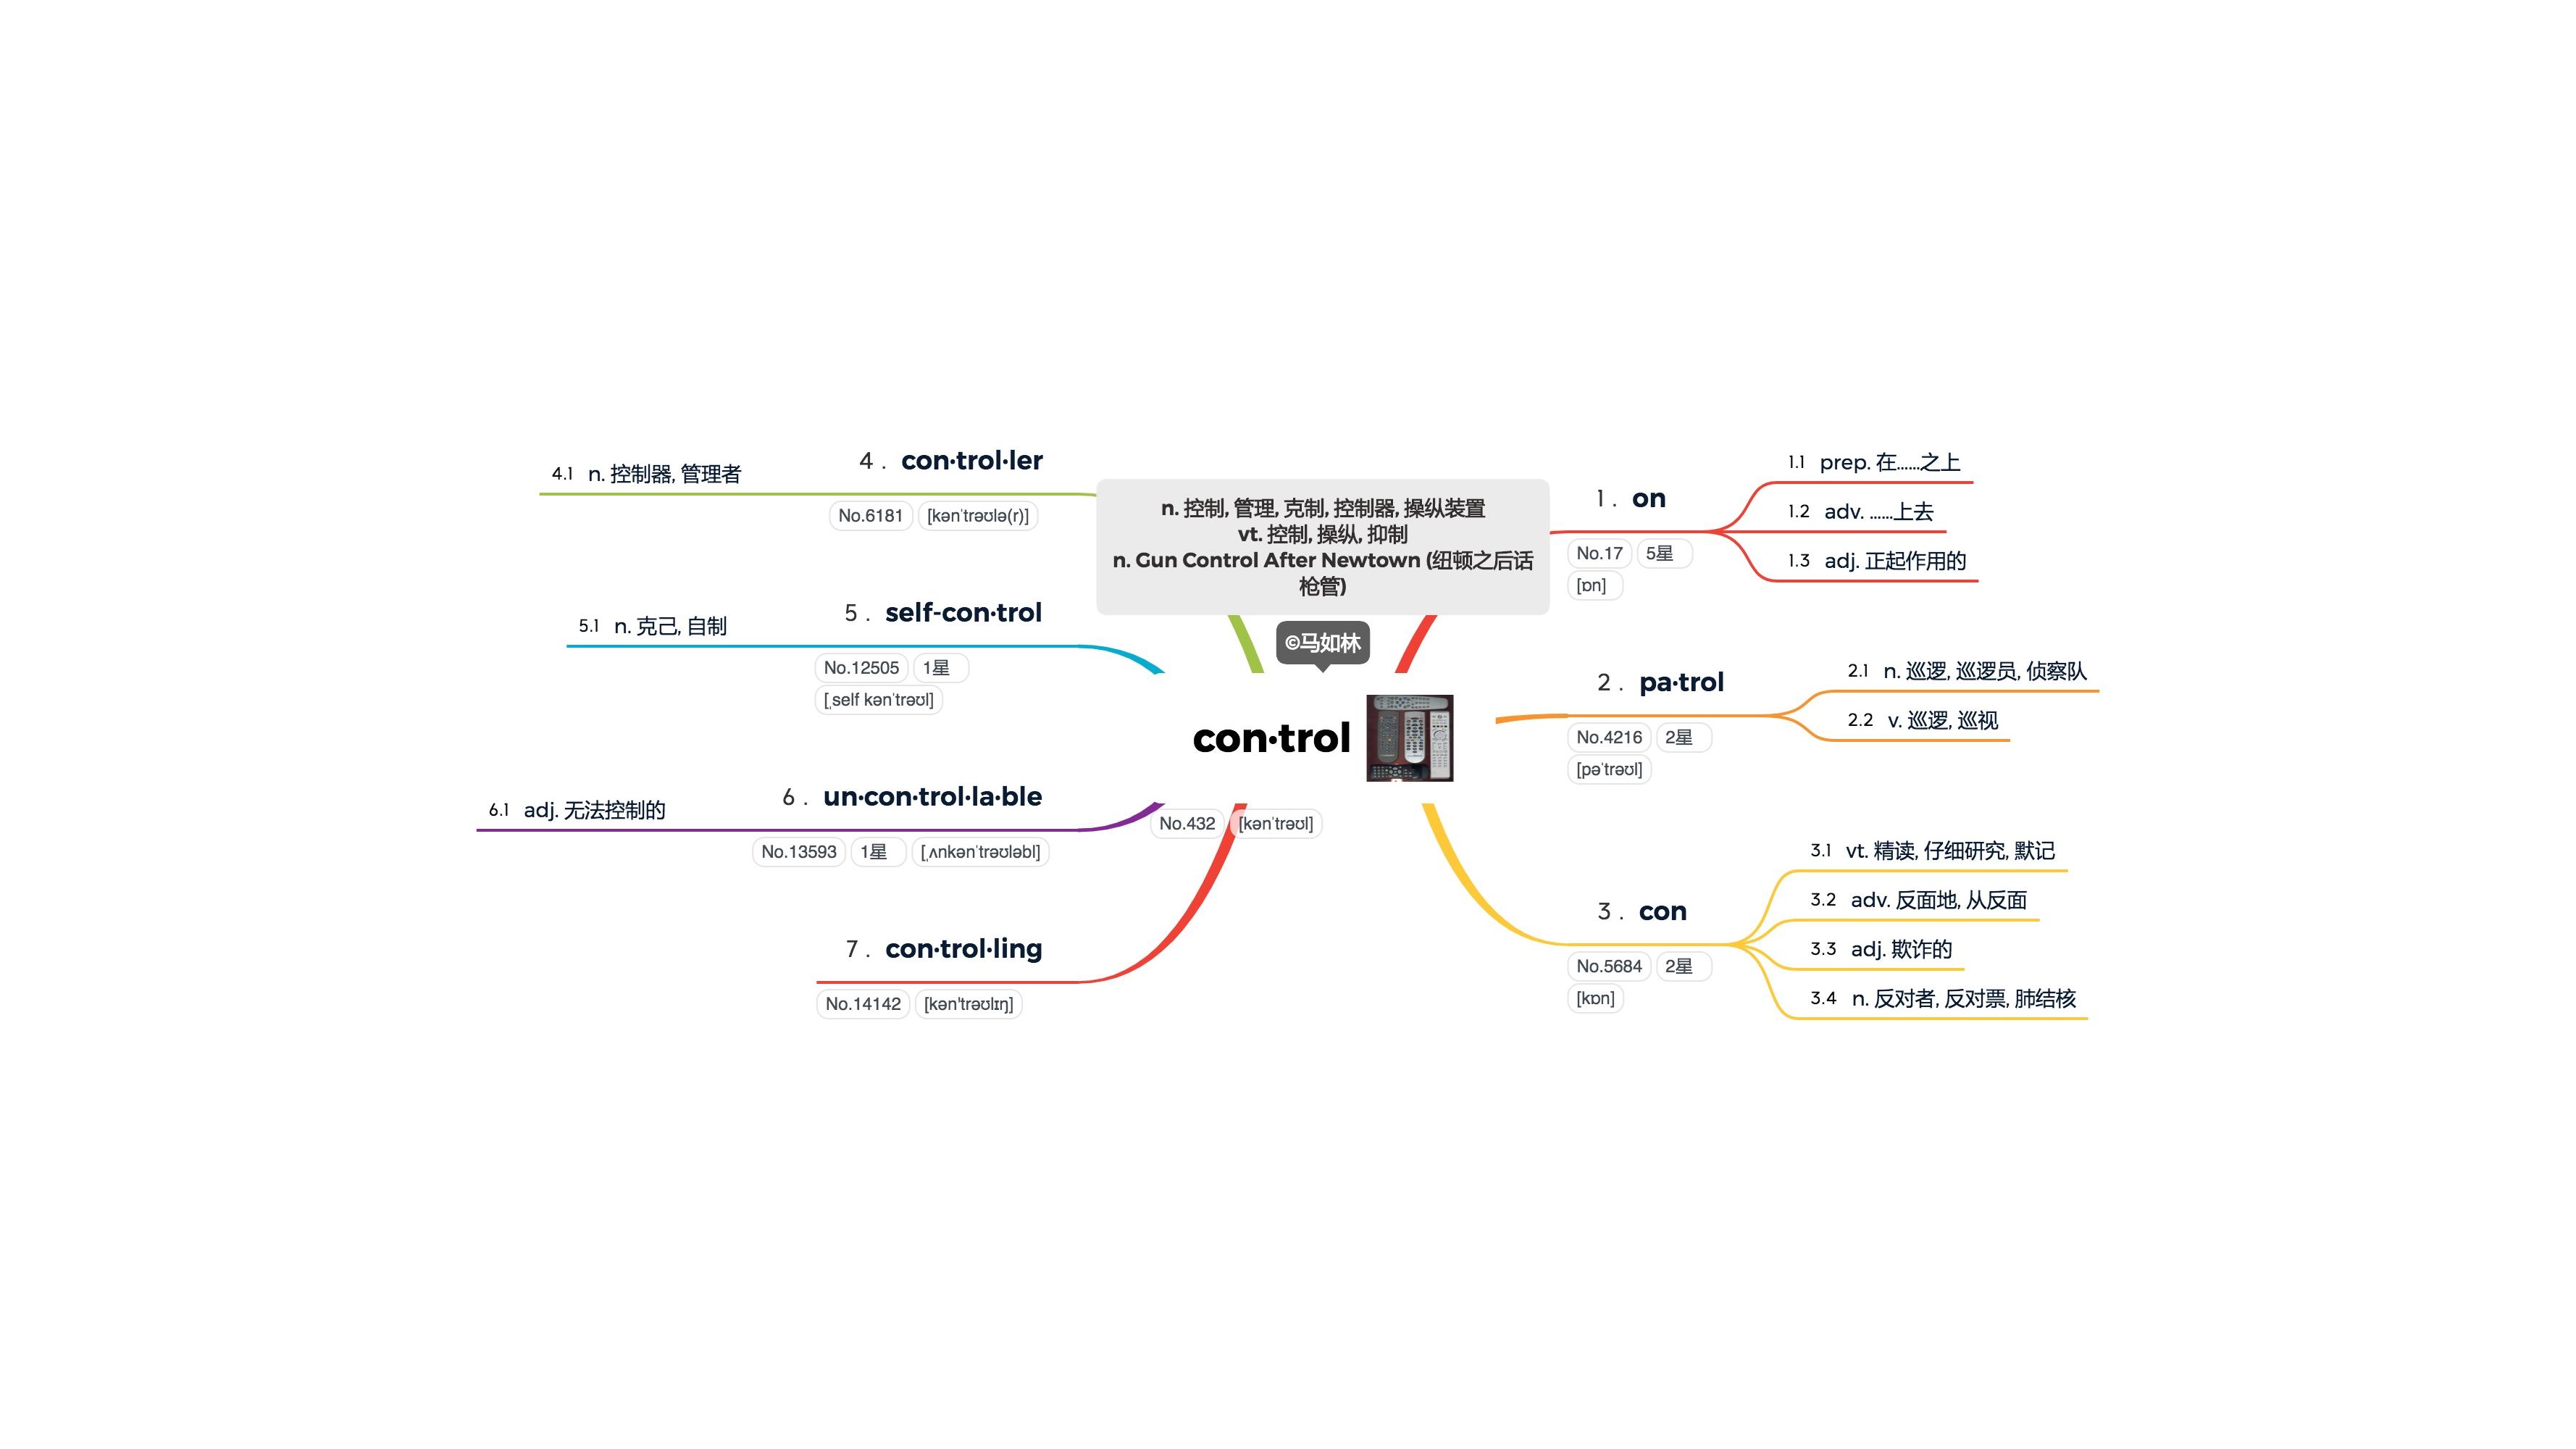 n. 控制, 管理, 克制, 控制器, 操纵装置
vt. 控制, 操纵, 抑制
n. Gun Control After Newtown (纽顿之后话
枪管)
©马如林
con·trol
No.432 [kənˈtrəʊl]
1. on
No.17 5星
[ɒn]
1.1 prep. 在……之上
1.2 adv. ……上去
1.3 adj. 正起作用的
2. pa·trol
No.4216 2星
[pəˈtrəʊl]
2.1 n. 巡逻, 巡逻员, 侦察队
2.2 v. 巡逻, 巡视
3. con
No.5684 2星
[kɒn]
3.1 vt. 精读, 仔细研究, 默记
3.2 adv. 反面地, 从反面
3.3 adj. 欺诈的
3.4 n. 反对者, 反对票, 肺结核
4. con·trol·ler
No.6181 [kənˈtrəʊlə(r)]
4.1 n. 控制器, 管理者
5. self-con·trol
No.12505 1星
[ˌself kənˈtrəʊl]
5.1 n. 克己, 自制
6. un·con·trol·la·ble
No.13593 1星 [ˌʌnkənˈtrəʊləbl]
6.1 adj. 无法控制的
7. con·trol·ling
No.14142 [kən'trəʊlɪŋ]